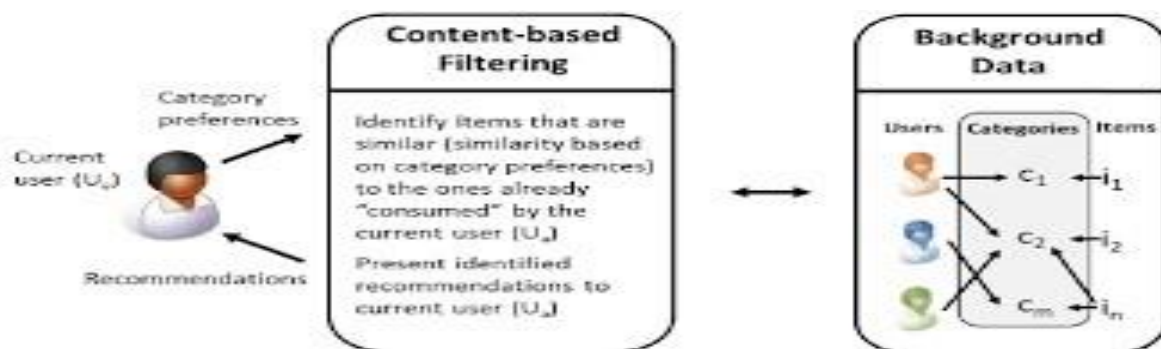 Content-based
Filtering
Category
preferences
Current
user (Uₐ)
Recommendations
Identify items that are
similar (similarity based
on category preferences)
to the ones already
"consumed" by the
current user (Uₐ)
Present identified
recommendations to
current user (Uₐ)
Background
Data
Users Categories Items
c₁ i₁
c₂ i₂
cₘ iₙ